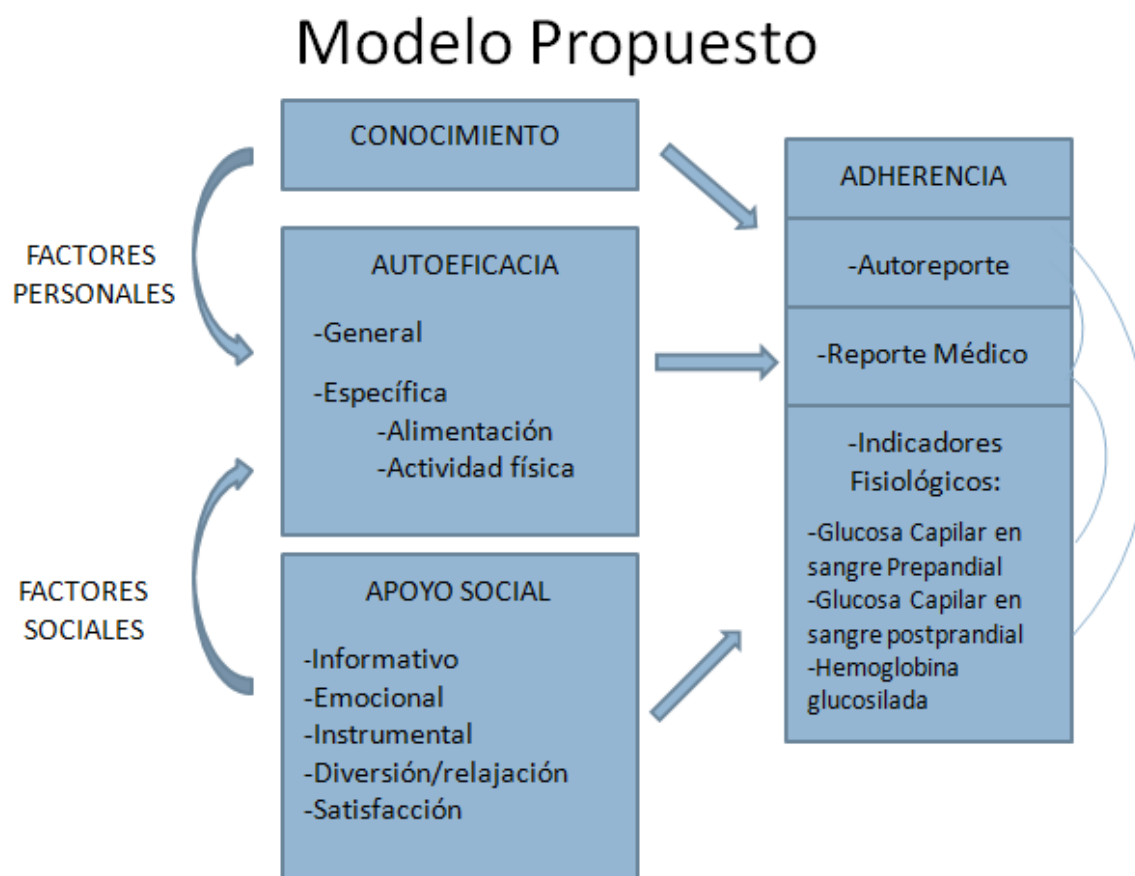 Modelo Propuesto
CONOCIMIENTO
FACTORES
PERSONALES
AUTOEFICACIA
-General
-Específica
-Alimentación
-Actividad física
FACTORES
SOCIALES
APOYO SOCIAL
-Informativo
-Emocional
-Instrumental
-Diversión/relajación
-Satisfacción
ADHERENCIA
-Autoreporte
-Reporte Médico
-Indicadores
Fisiológicos:
-Glucosa Capilar en
sangre Prepandial
-Glucosa Capilar en
sangre postprandial
-Hemoglobina
glucosilada